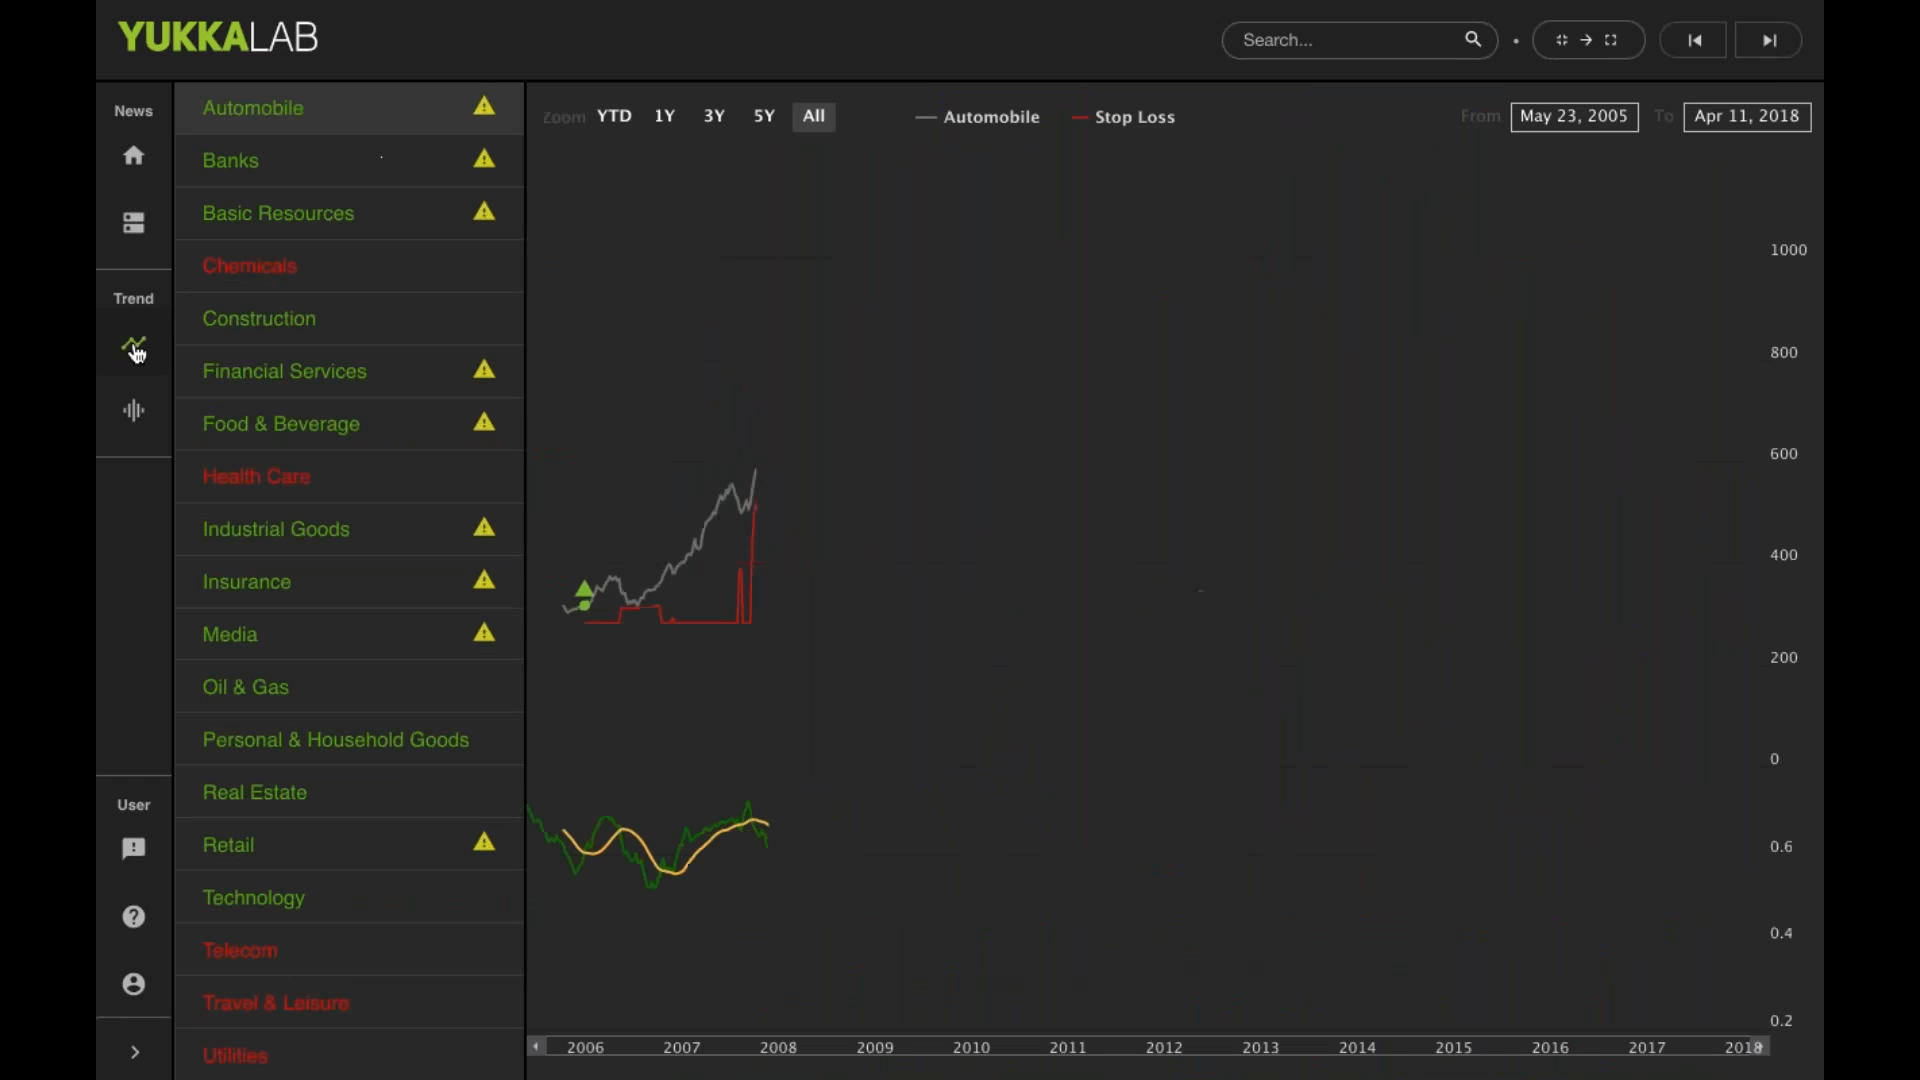 YUKKALAB
Search...
News
Trend
User
Automobile
Banks
Basic Resources
Chemicals
Construction
Financial Services
Food & Beverage
Health Care
Industrial Goods
Insurance
Media
Oil & Gas
Personal & Household Goods
Real Estate
Retail
Technology
Telecom
Travel & Leisure
Utilities
Zoom YTD 1Y 3Y 5Y All
Automobile Stop Loss
From May 23, 2005 To Apr 11, 2018
1000
800
600
400
200
0
0.6
0.4
0.2
2006 2007 2008 2009 2010 2011 2012 2013 2014 2015 2016 2017 2018